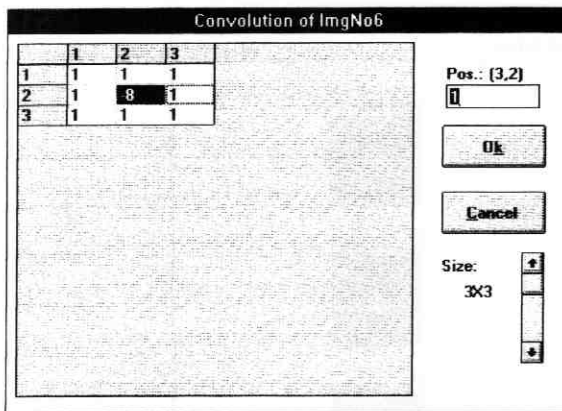 Convolution of ImgNo6
1 2 3
1 1 1 1
2 1 -8 1
3 1 1 1
Pos.: (3,2)
1
Ok
Cancel
Size:
3X3